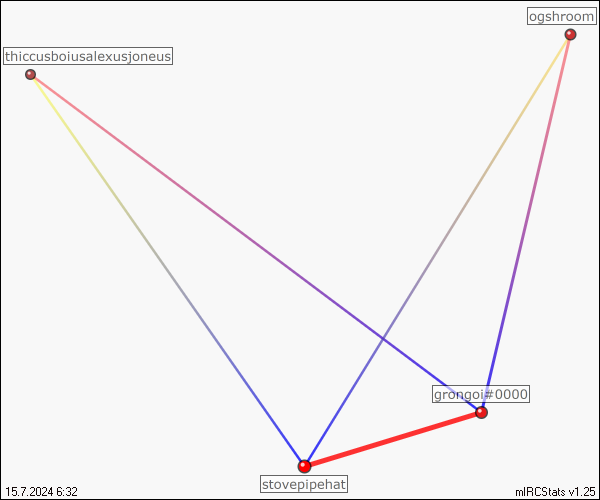 ogshroom
thiccusboiusalexusjoneus
grongoi#0000
stovepipehat
15.7.2024 6:32
mIRCStats v1.25